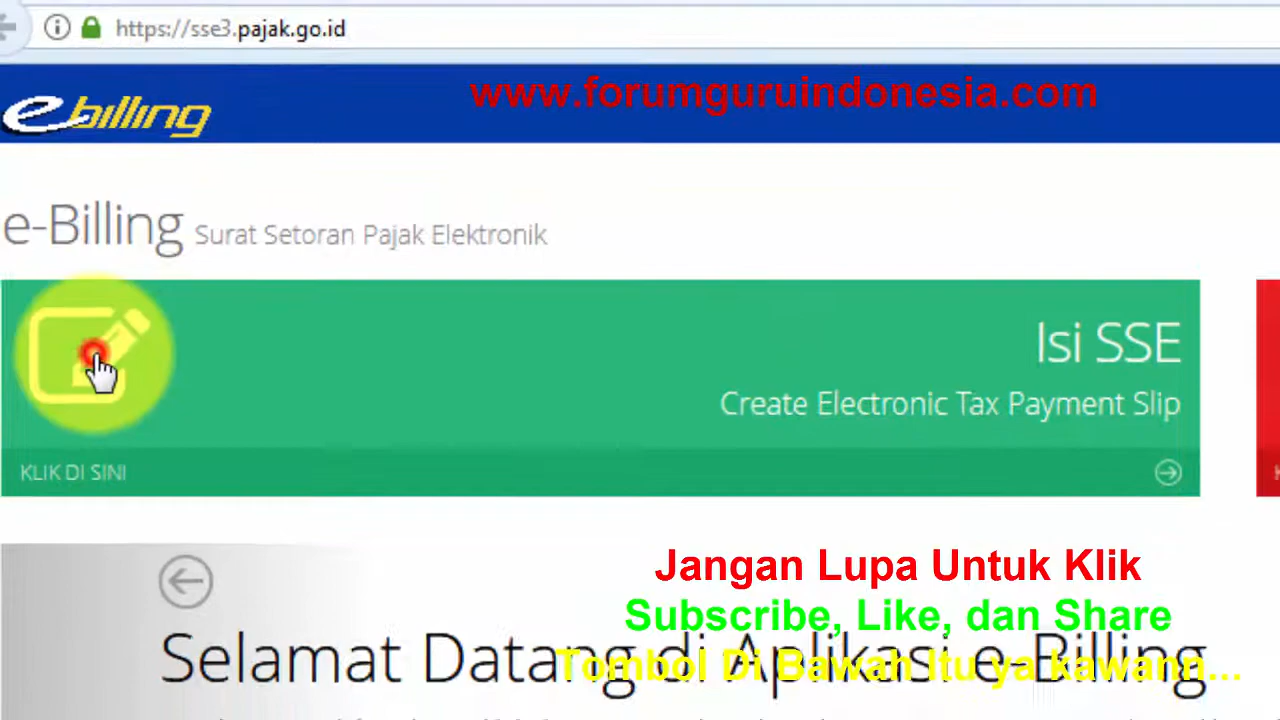 https://sse3.pajak.go.id
www.forumguruindonesia.com
e-billing
e-Billing Surat Setoran Pajak Elektronik
Isi SSE
Create Electronic Tax Payment Slip
KLIK DI SINI
Jangan Lupa Untuk Klik
Subscribe, Like, dan Share
Selamat Datang di Aplikasi e-Billing
Tombol Di Bawah Itu ya kawann...